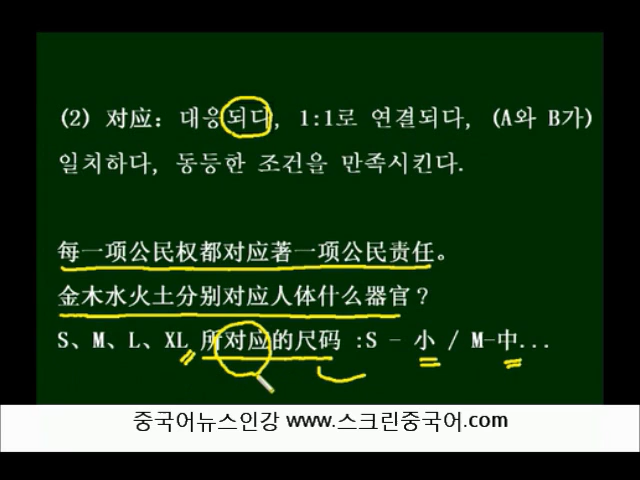 (2) 对应: 대응되다, 1:1로 연결되다, (A와 B가)
일치하다, 동등한 조건을 만족시킨다.
每一项公民权都对应著一项公民责任。
金木水火土分别对应人体什么器官?
S、M、L、XL 所对应的尺码 :S - 小 / M-中...
중국어뉴스인강 www.스크린중국어.com